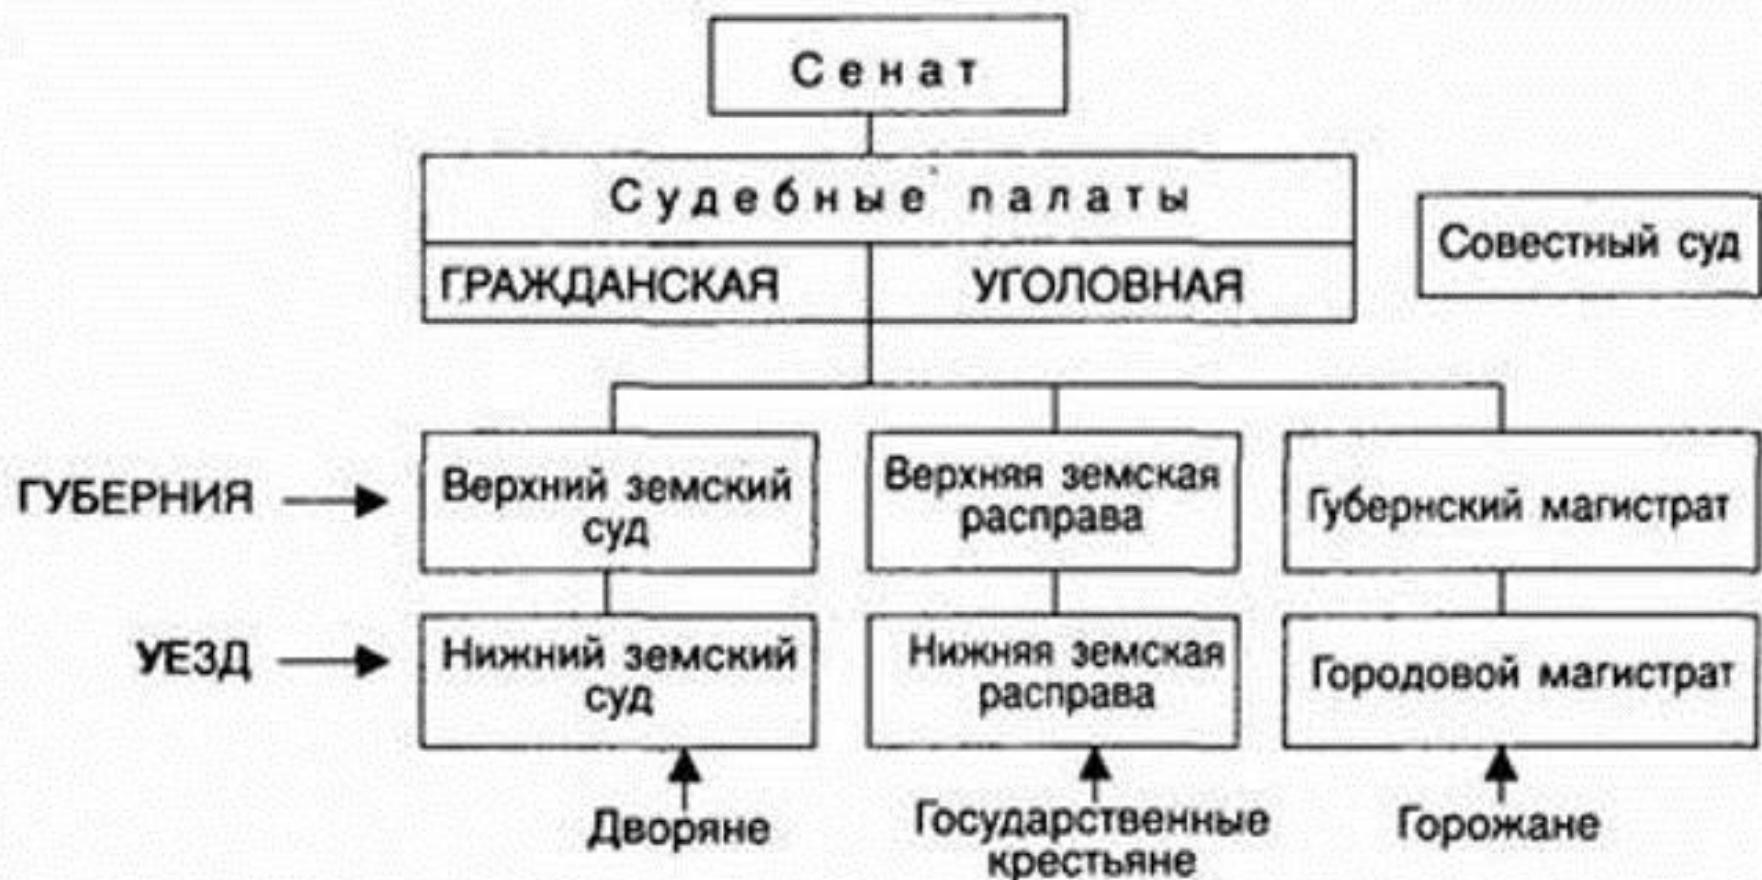 Сенат
Судебные палаты
ГРАЖДАНСКАЯ
УГОЛОВНАЯ
Совестный суд
ГУБЕРНИЯ
Верхний земский
суд
Верхняя земская
расправа
Губернский магистрат
УЕЗД
Нижний земский
суд
Нижняя земская
расправа
Городовой магистрат
Дворяне
Государственные
крестьяне
Горожане